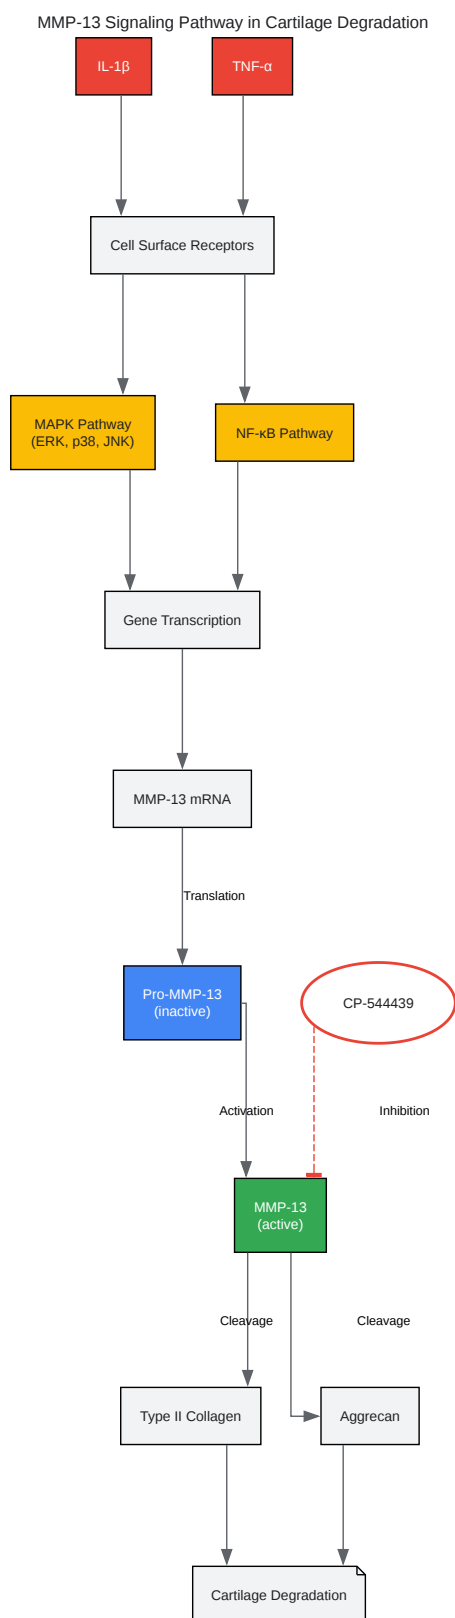 MMP-13 Signaling Pathway in Cartilage Degradation
IL-1β
TNF-α
Cell Surface Receptors
MAPK Pathway
(ERK, p38, JNK)
NF-κB Pathway
Gene Transcription
MMP-13 mRNA
Translation
Pro-MMP-13
(inactive)
CP-544439
Activation
Inhibition
MMP-13
(active)
Cleavage
Cleavage
Type II Collagen
Aggrecan
Cartilage Degradation